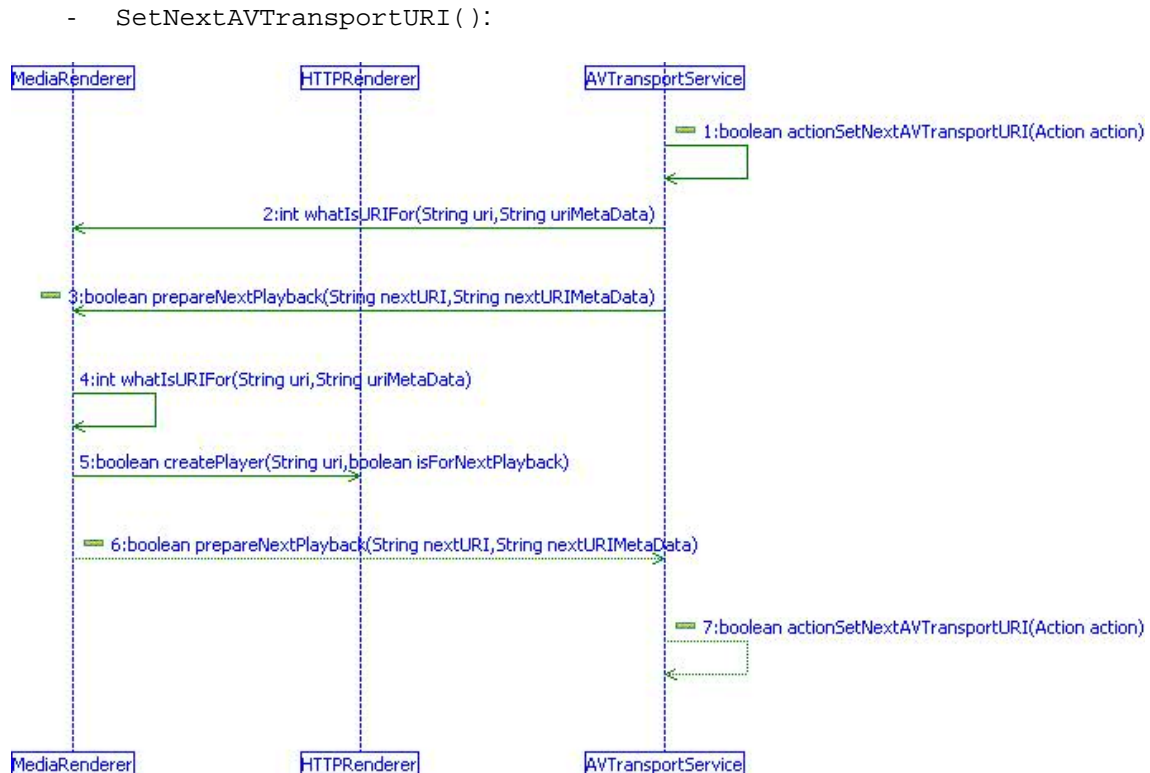 - SetNextAVTransportURI():
MediaRenderer HTTPRenderer AVTransportService
1:boolean actionSetNextAVTransportURI(Action action)
2:int whatIsURIFor(String uri,String uriMetaData)
3:boolean prepareNextPlayback(String nextURI,String nextURIMetaData)
4:int whatIsURIFor(String uri,String uriMetaData)
5:boolean createPlayer(String uri,boolean isForNextPlayback)
6:boolean prepareNextPlayback(String nextURI,String nextURIMetaData)
7:boolean actionSetNextAVTransportURI(Action action)
MediaRenderer HTTPRenderer AVTransportService